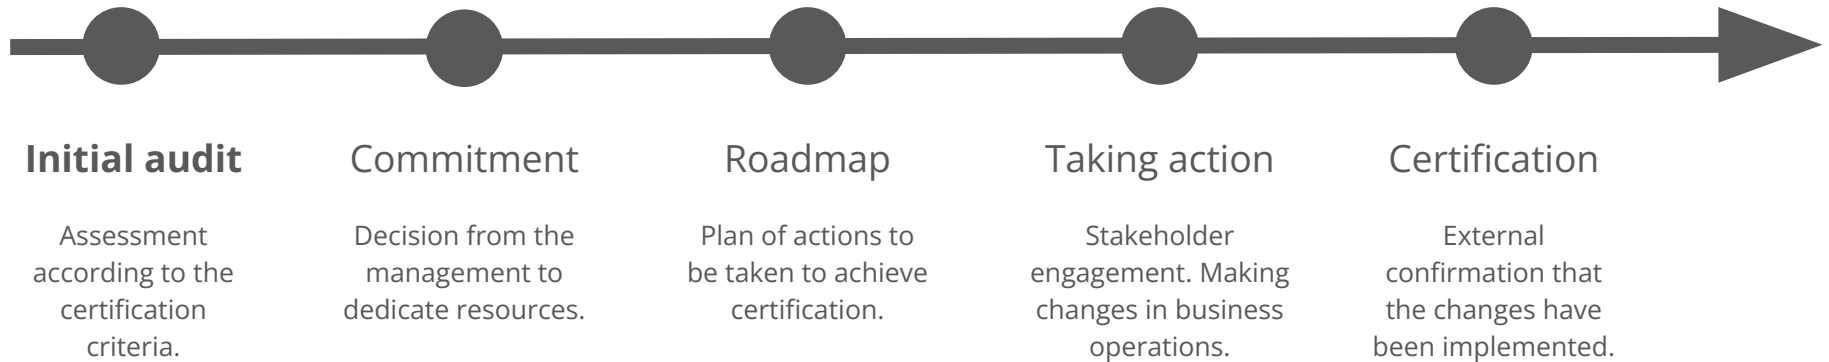 Initial audit
Assessment
according to the
certification
criteria.
Commitment
Decision from the
management to
dedicate resources.
Roadmap
Plan of actions to
be taken to achieve
certification.
Taking action
Stakeholder
engagement. Making
changes in business
operations.
Certification
External
confirmation that
the changes have
been implemented.